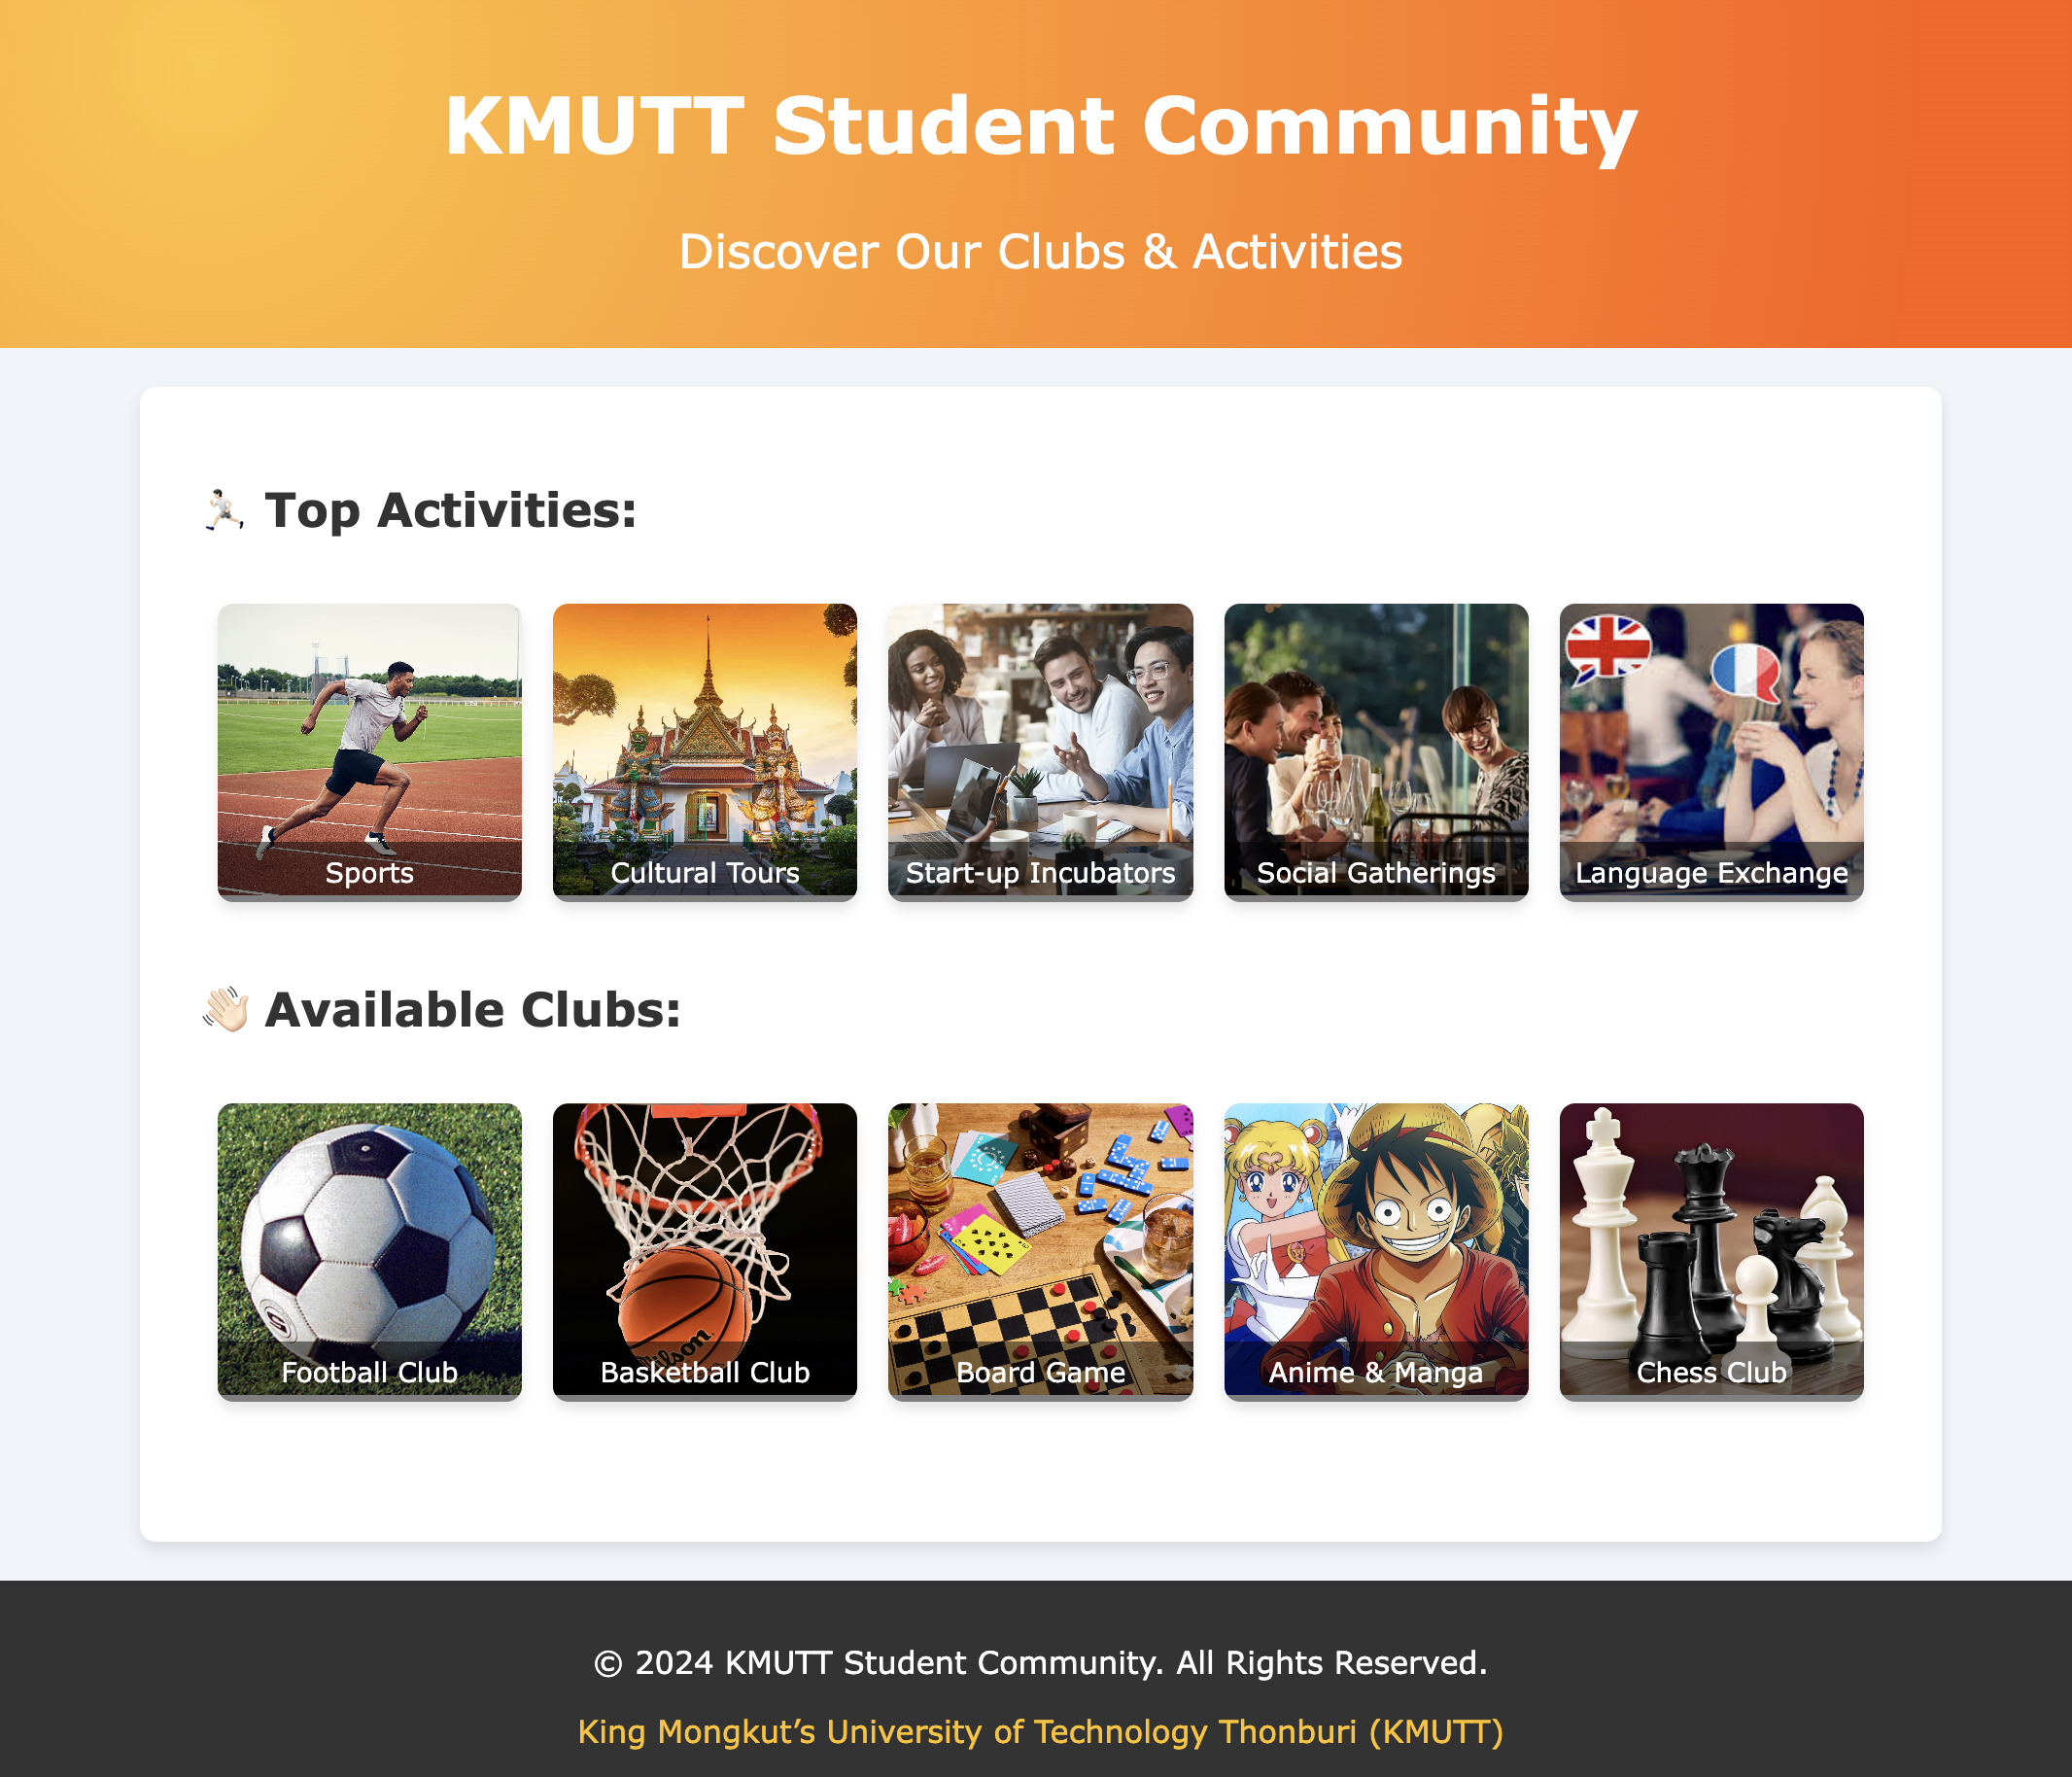 KMUTT Student Community
Discover Our Clubs & Activities
Top Activities:
Sports
Cultural Tours
Start-up Incubators
Social Gatherings
Language Exchange
Available Clubs:
Football Club
Basketball Club
Wilson
Board Game
Anime & Manga
Chess Club
© 2024 KMUTT Student Community. All Rights Reserved.
King Mongkut’s University of Technology Thonburi (KMUTT)